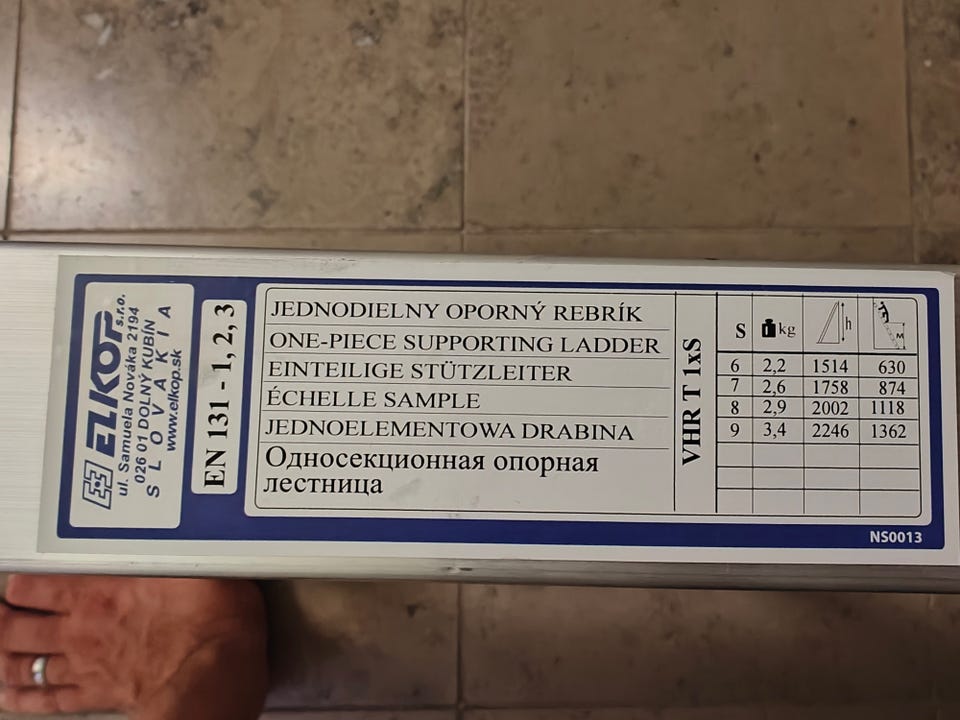 ELKOP s.r.o.
ul. Samuela Nováka 2194
026 01 DOLNÝ KUBÍN
SLOVAKIA
www.elkop.sk
EN 131 - 1, 2, 3
JEDNODIELNY OPORNÝ REBRÍK
ONE-PIECE SUPPORTING LADDER
EINTEILIGE STÜTZLEITER
ÉCHELLE SAMPLE
JEDNOELEMENTOWA DRABINA
Односекционная опорная
лестница
VHR T 1xS
S kg h M
6 2,2 1514 630
7 2,6 1758 874
8 2,9 2002 1118
9 3,4 2246 1362
NS0013